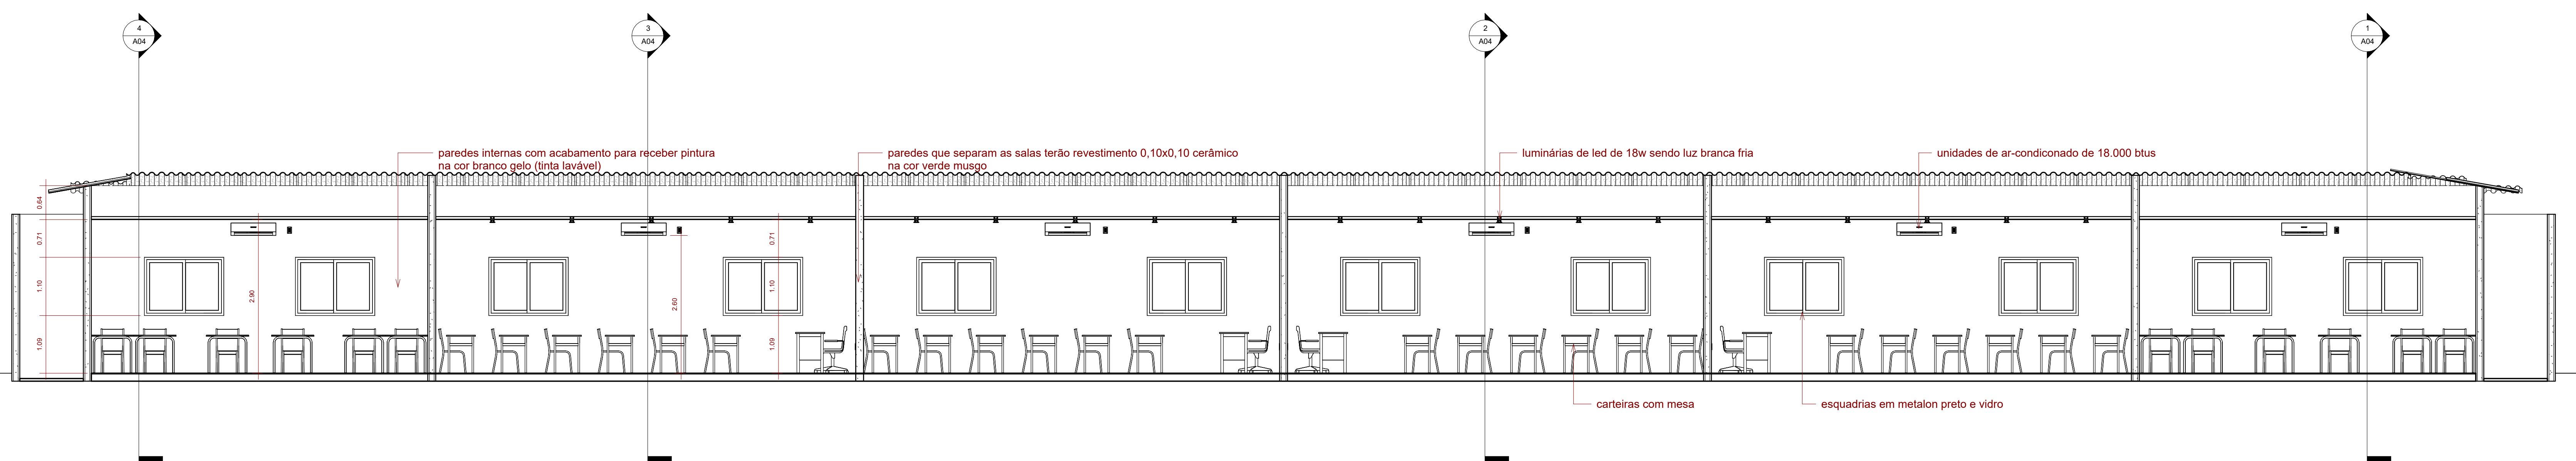 4
A04
3
A04
2
A04
1
A04
paredes internas com acabamento para receber pintura
na cor branco gelo (tinta lavável)
paredes que separam as salas terão revestimento 0,10x0,10 cerâmico
na cor verde musgo
luminárias de led de 18w sendo luz branca fria
unidades de ar-condiconado de 18.000 btus
0.64
0.71
1.10
1.09
2.90
2.60
0.71
1.10
1.09
carteiras com mesa
esquadrias em metalon preto e vidro